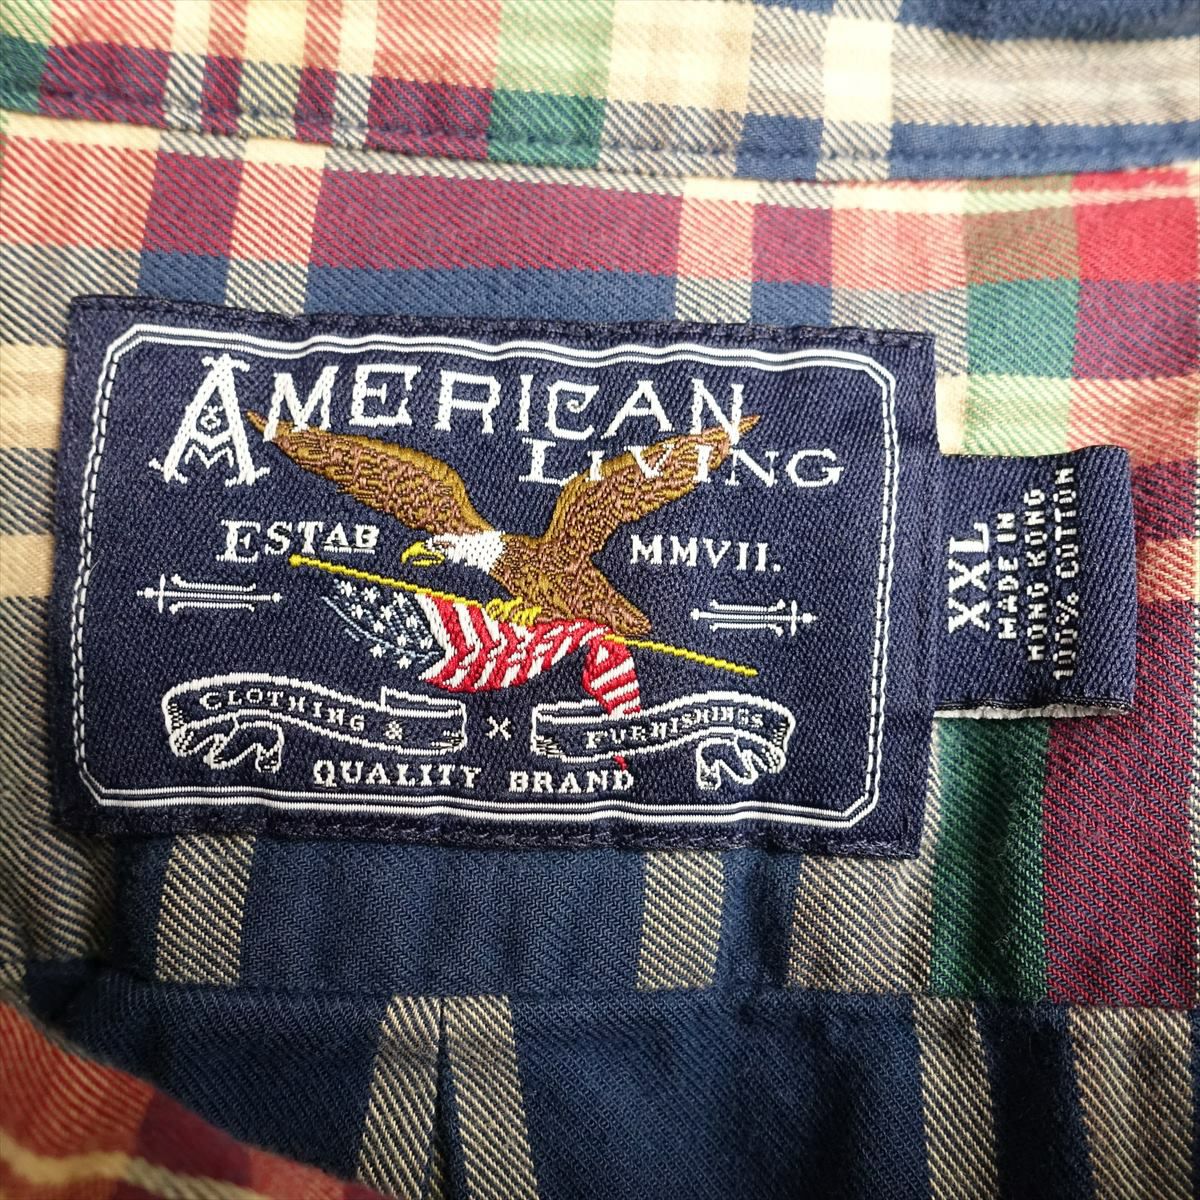 AMERICAN
LIVING
ESTAB MMVII.
CLOTHING & X FURNISHINGS
QUALITY BRAND
XXL
MADE IN
HONG KONG
100% COTTON